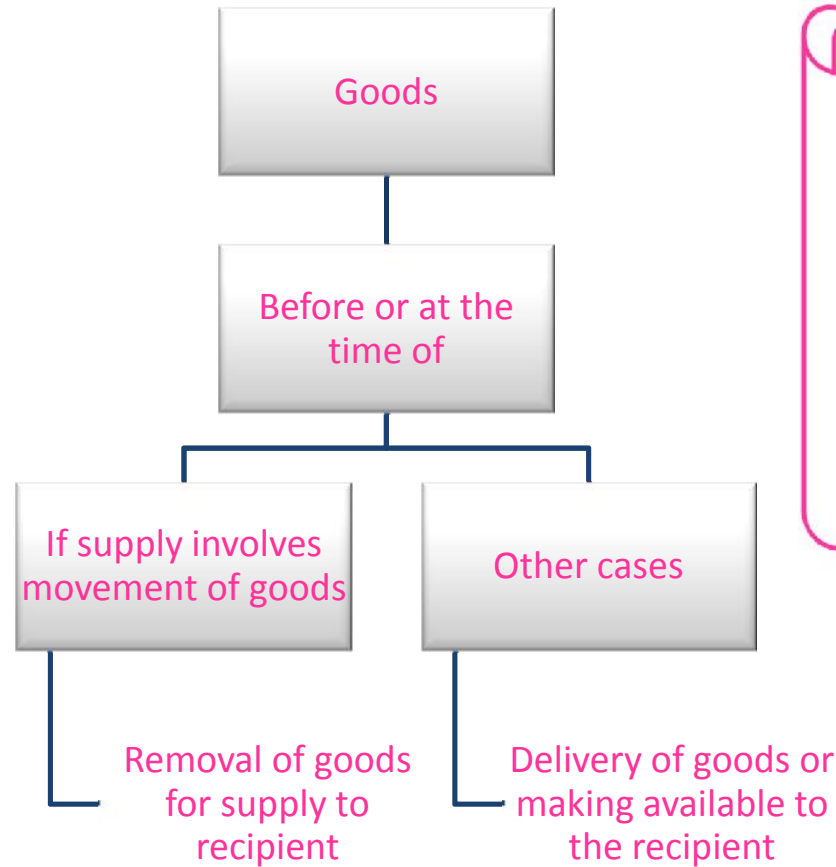 Goods
Before or at the
time of
If supply involves
movement of goods
Other cases
Removal of goods
for supply to
recipient
Delivery of goods or
making available to
the recipient